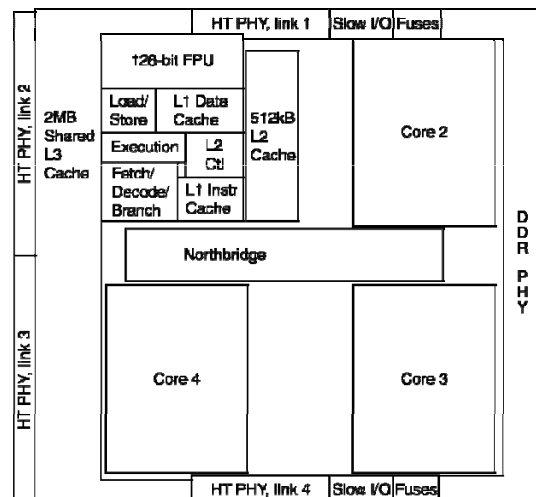 HT PHY, link 1
Slow I/O
Fuses
HT PHY, link 2
2MB
Shared
L3
Cache
128-bit FPU
Load/
Store
L1 Data
Cache
Execution
L2
Ctl
Fetch/
Decode/
Branch
L1 Instr
Cache
512kB
L2
Cache
Core 2
Northbridge
DDR PHY
HT PHY, link 3
Core 4
Core 3
HT PHY, link 4
Slow I/O
Fuses